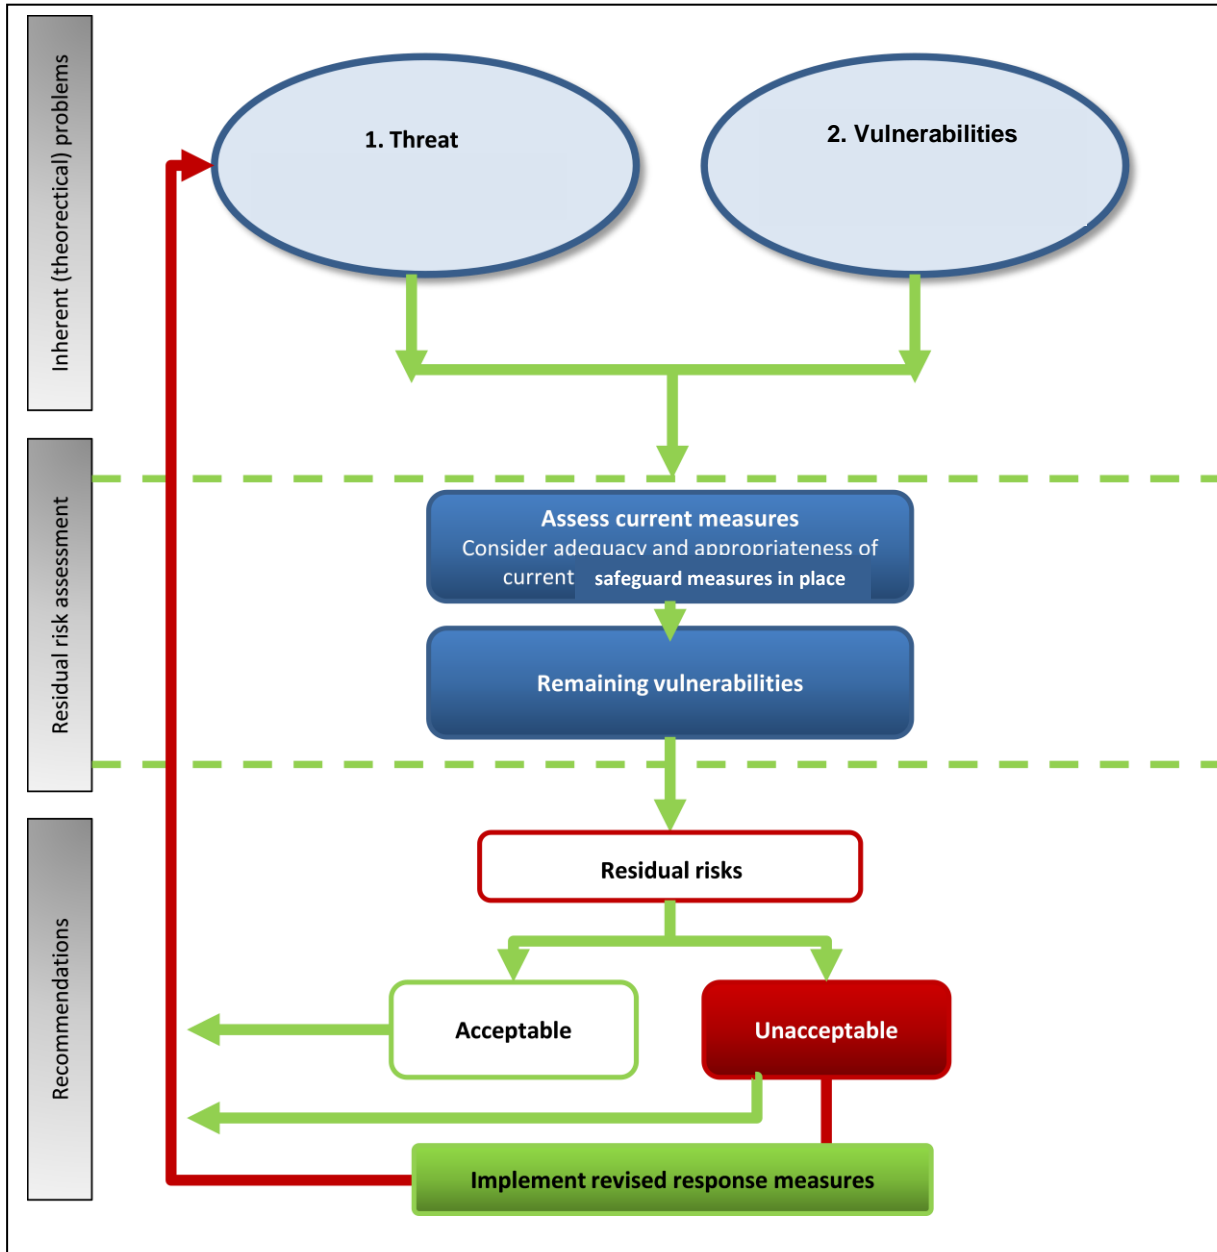 Inherent (theorectical) problems
1. Threat
2. Vulnerabilities
Residual risk assessment
Assess current measures
Consider adequacy and appropriateness of
current safeguard measures in place
Remaining vulnerabilities
Recommendations
Residual risks
Acceptable
Unacceptable
Implement revised response measures